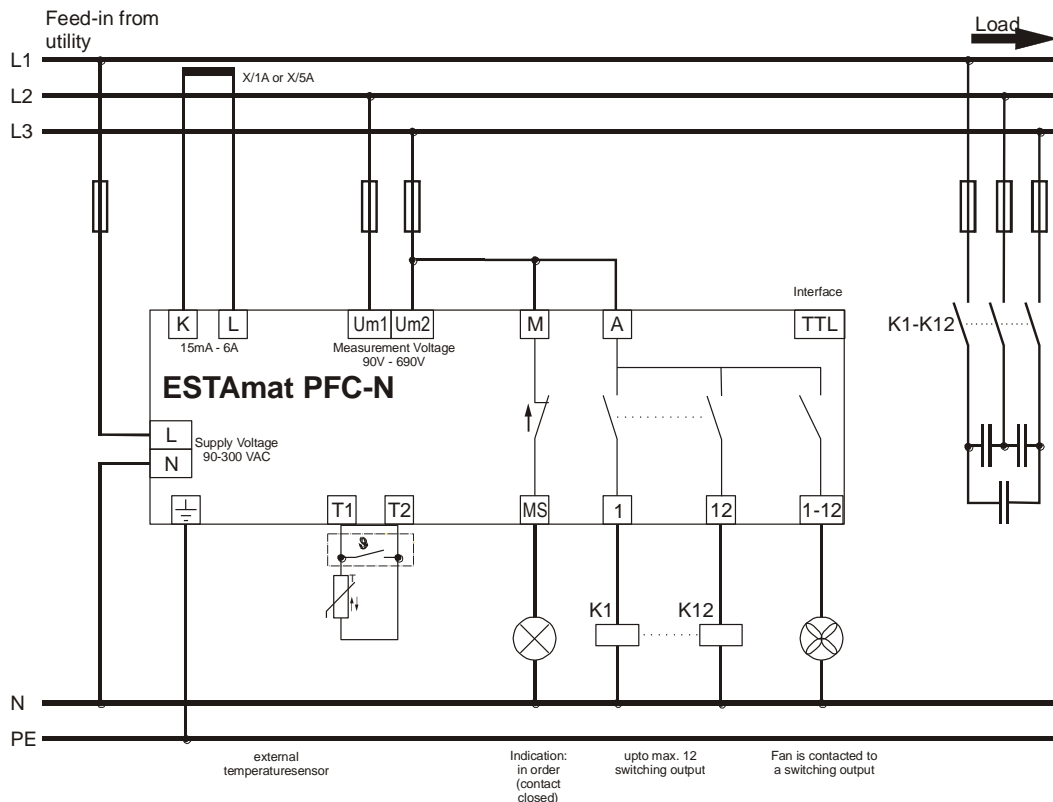 Feed-in from
utility
Load
L1
X/1A or X/5A
L2
L3
Interface
K
L
Um1
Um2
M
A
TTL
K1-K12
15mA - 6A
Measurement Voltage
90V - 690V
ESTAmat PFC-N
L
Supply Voltage
N
90-300 VAC
T1
T2
MS
1
12
1-12
ϑ
T
K1
K12
N
PE
external
temperaturesensor
Indication:
in order
(contact
closed)
upto max. 12
switching output
Fan is contacted to
a switching output